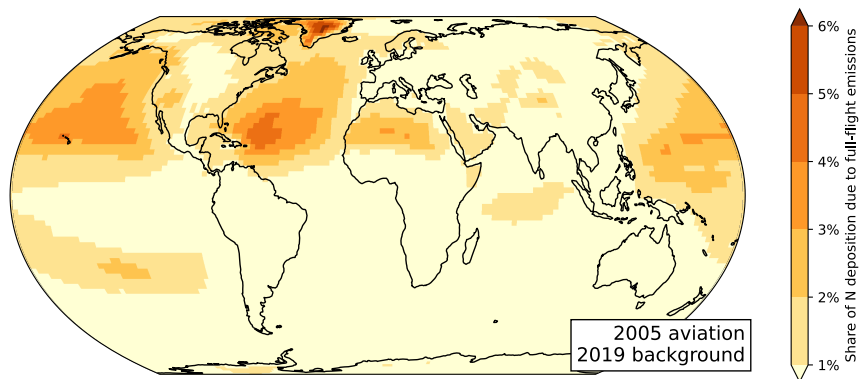 2005 aviation
2019 background
6%
5%
4%
3%
2%
1%
Share of N deposition due to full-flight emissions